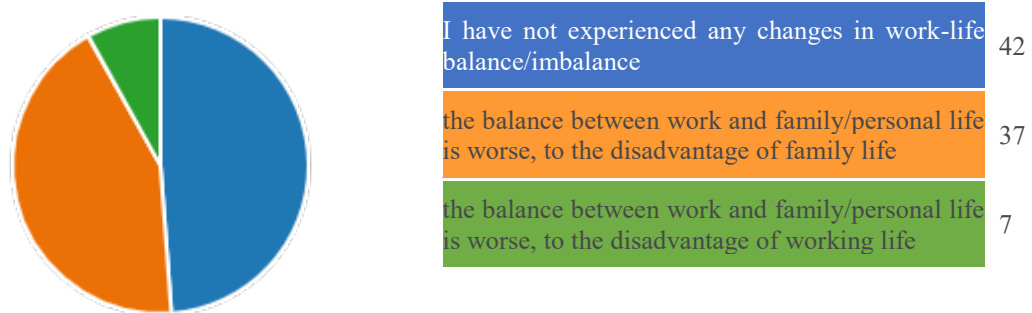 I have not experienced any changes in work-life
balance/imbalance
42
the balance between work and family/personal life
is worse, to the disadvantage of family life
37
the balance between work and family/personal life
is worse, to the disadvantage of working life
7